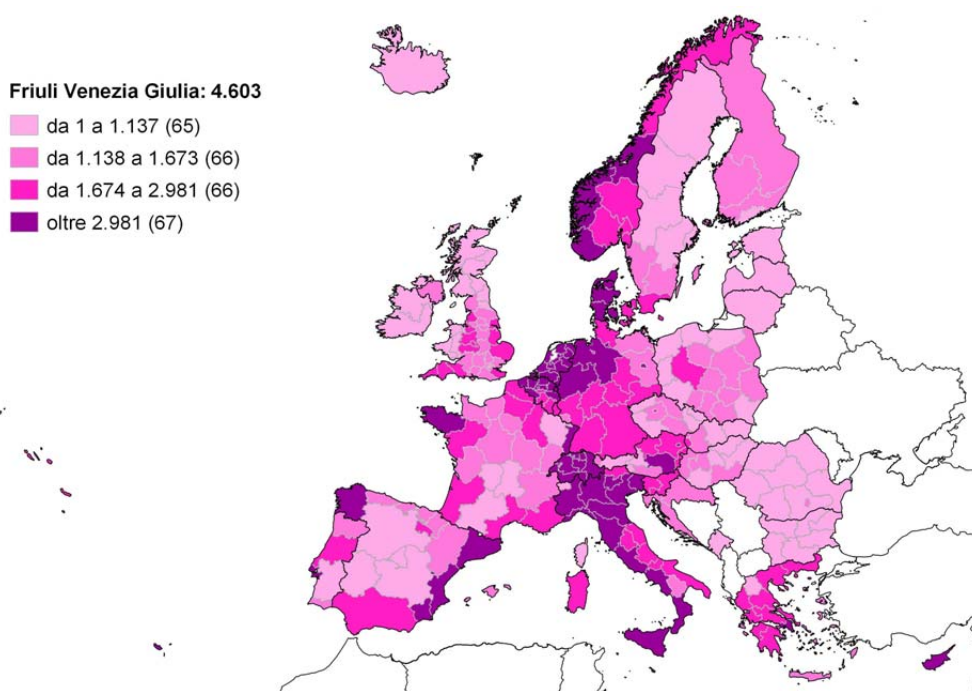 Friuli Venezia Giulia: 4.603
da 1 a 1.137 (65)
da 1.138 a 1.673 (66)
da 1.674 a 2.981 (66)
oltre 2.981 (67)